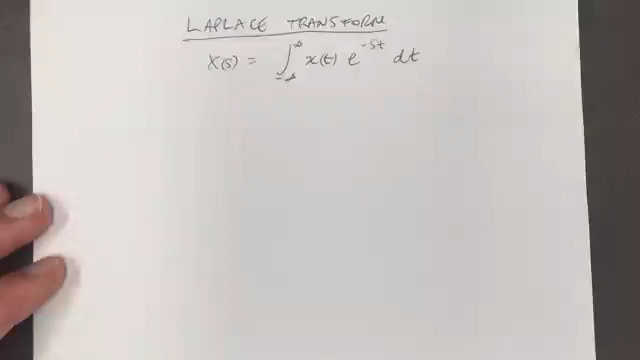 LAPLACE TRANSFORM
X(s) = ∫_{-∞}^{∞} x(t) e^{-st} dt